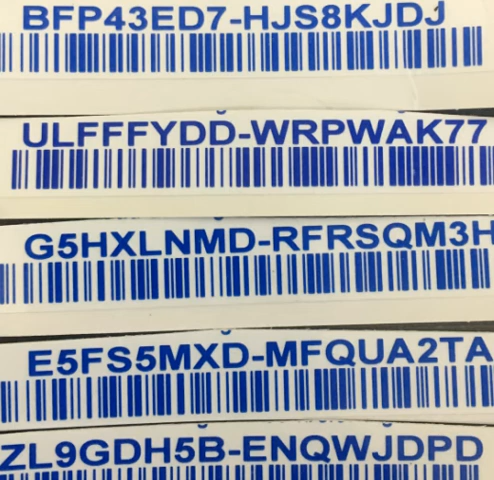 BFP43ED7-HJS8KJDJ
ULFFFYDD-WRPWAK77
G5HXLNMD-RFRSQM3H
E5FS5MXD-MFQUA2TA
ZL9GDH5B-ENQWJDPD